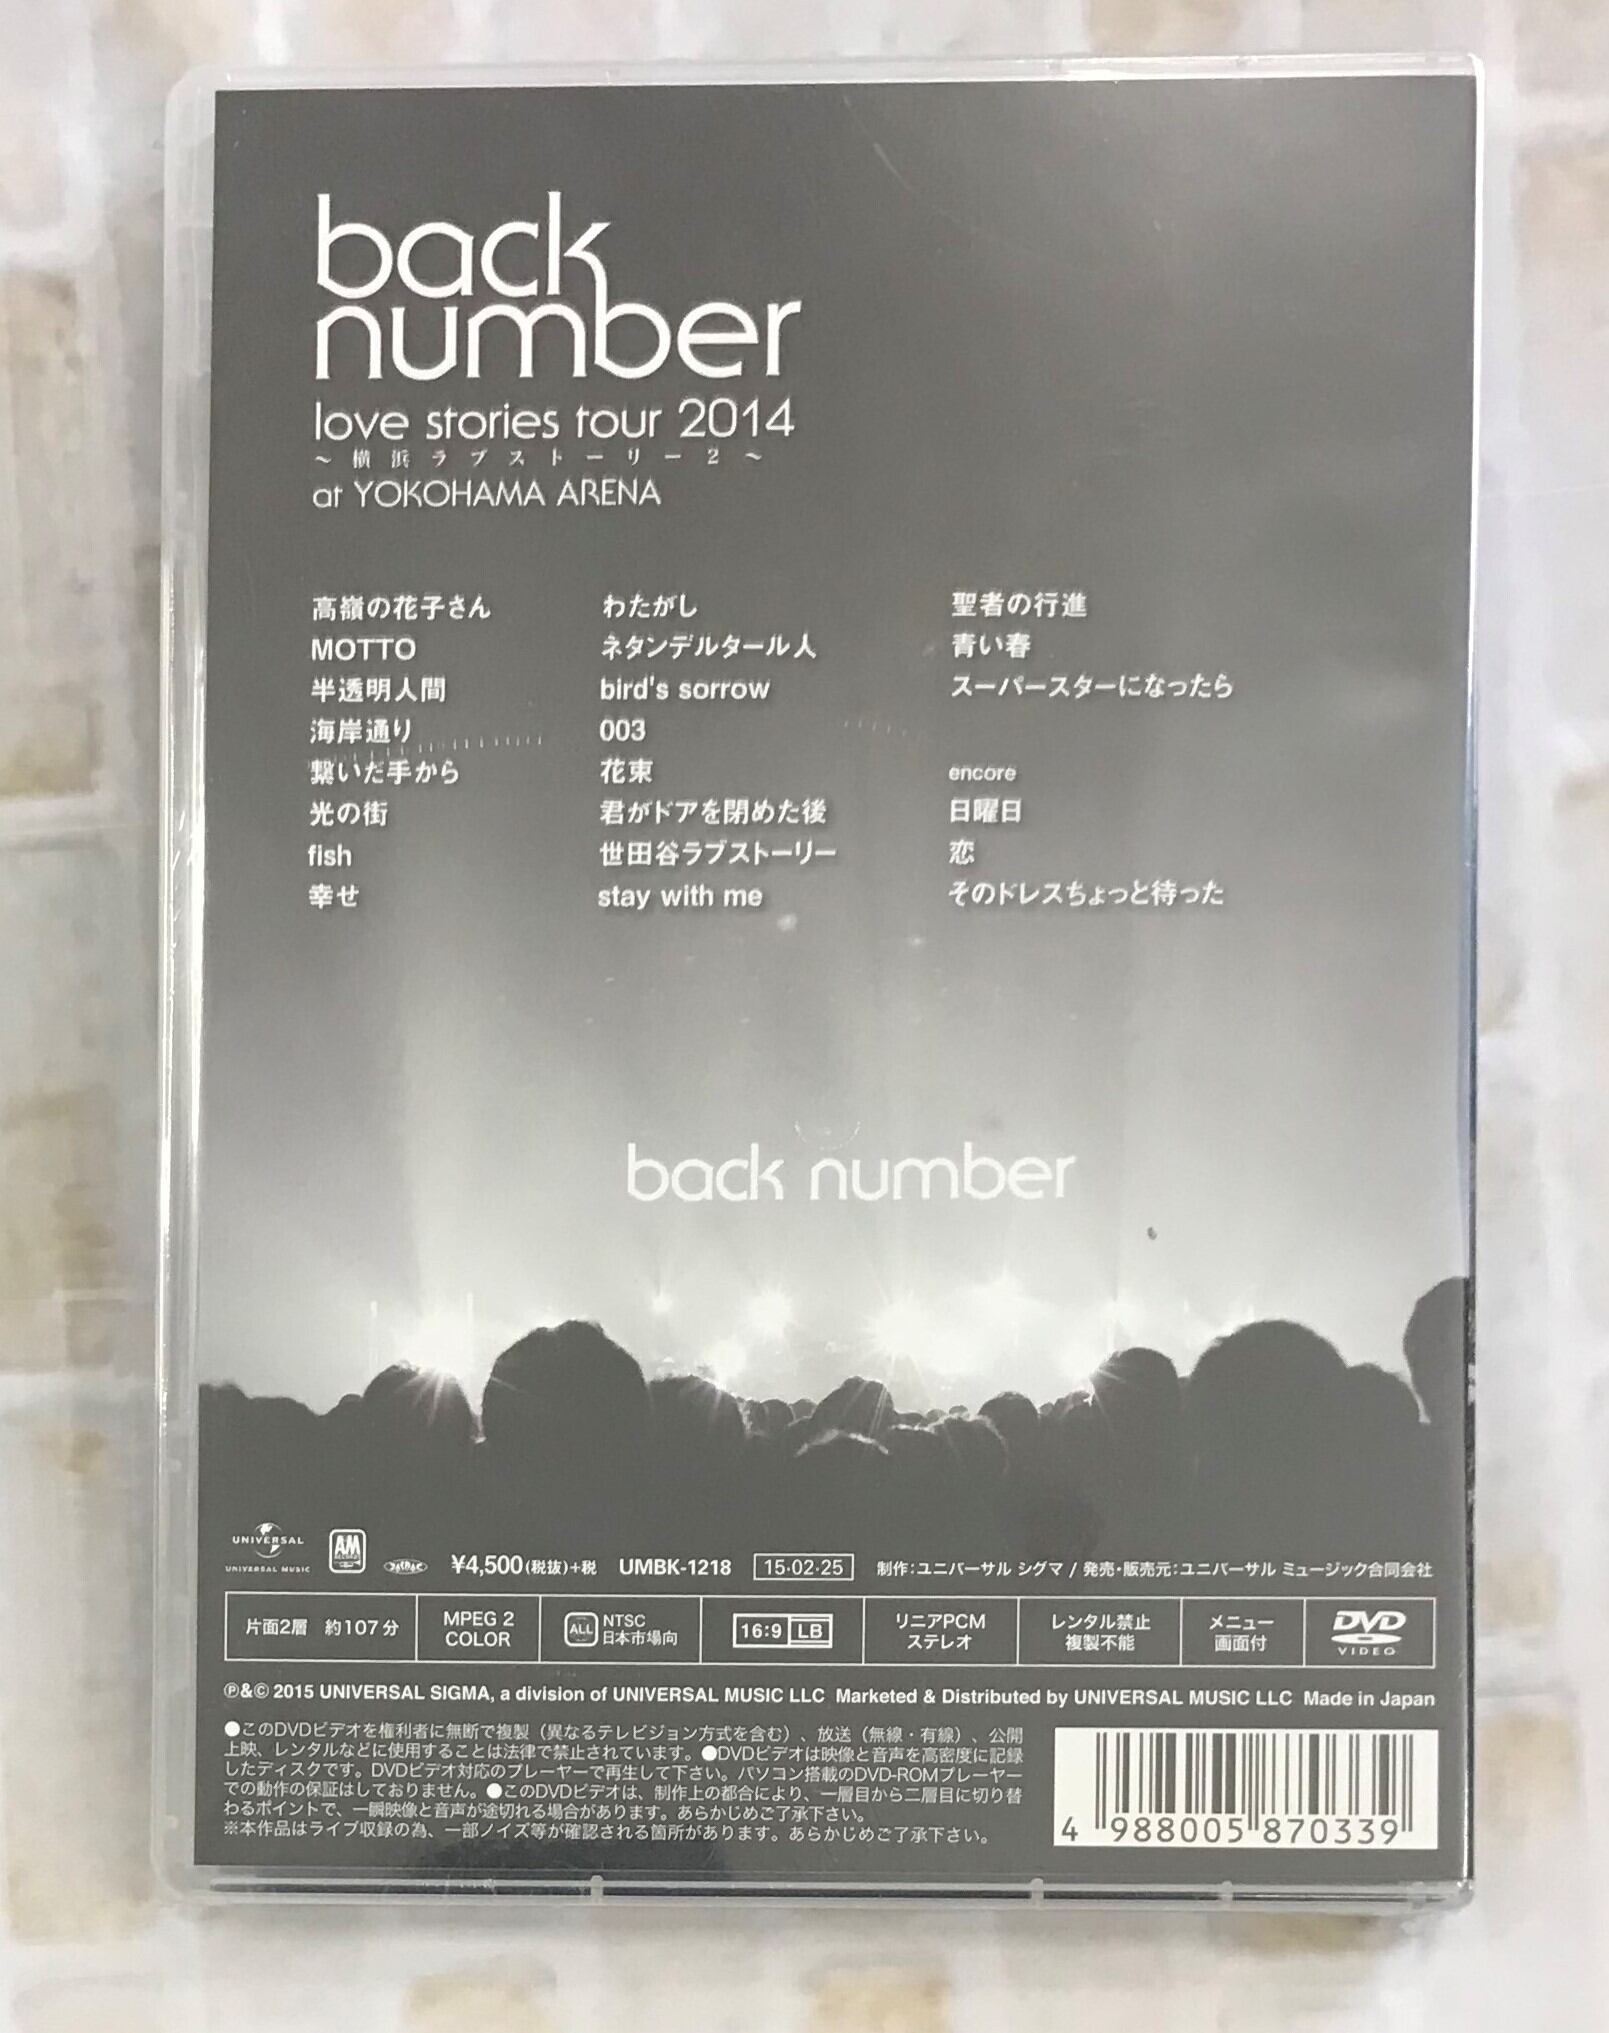 back
number
love stories tour 2014
～横浜ラブストーリー2～
at YOKOHAMA ARENA
高嶺の花子さん
MOTTO
半透明人間
海岸通り
繋いだ手から
光の街
fish
幸せ
わたがし
ネタンデルタール人
bird's sorrow
003
花束
君がドアを閉めた後
世田谷ラブストーリー
stay with me
聖者の行進
青い春
スーパースターになったら
encore
日曜日
恋
そのドレスちょっと待った
back number
UNIVERSAL
UNIVERSAL MUSIC
AM
RECORDS
¥4,500(税抜)+税 UMBK-1218 15·02·25 制作:ユニバーサル シグマ / 発売・販売元:ユニバーサル ミュージック合同会社
片面2層 約107分
MPEG 2
COLOR
ALL
NTSC
日本市場向
16:9 LB
リニアPCM
ステレオ
レンタル禁止
複製不能
メニュー
画面付
DVD
VIDEO
℗&© 2015 UNIVERSAL SIGMA, a division of UNIVERSAL MUSIC LLC Marketed & Distributed by UNIVERSAL MUSIC LLC Made in Japan
●このDVDビデオを権利者に無断で複製（異なるテレビジョン方式を含む）、放送（無線・有線）、公開
上映、レンタルなどに使用することは法律で禁止されています。●DVDビデオは映像と音声を高密度に記録
したディスクです。DVDビデオ対応のプレーヤーで再生して下さい。パソコン搭載のDVD-ROMプレーヤー
での動作の保証はしておりません。●このDVDビデオは、制作上の都合により、一層目から二層目に切り替
わるポイントで、一瞬映像と音声が途切れる場合があります。あらかじめご了承下さい。
※本作品はライブ収録の為、一部ノイズ等が確認される箇所があります。あらかじめご了承下さい。
4 988005 870339